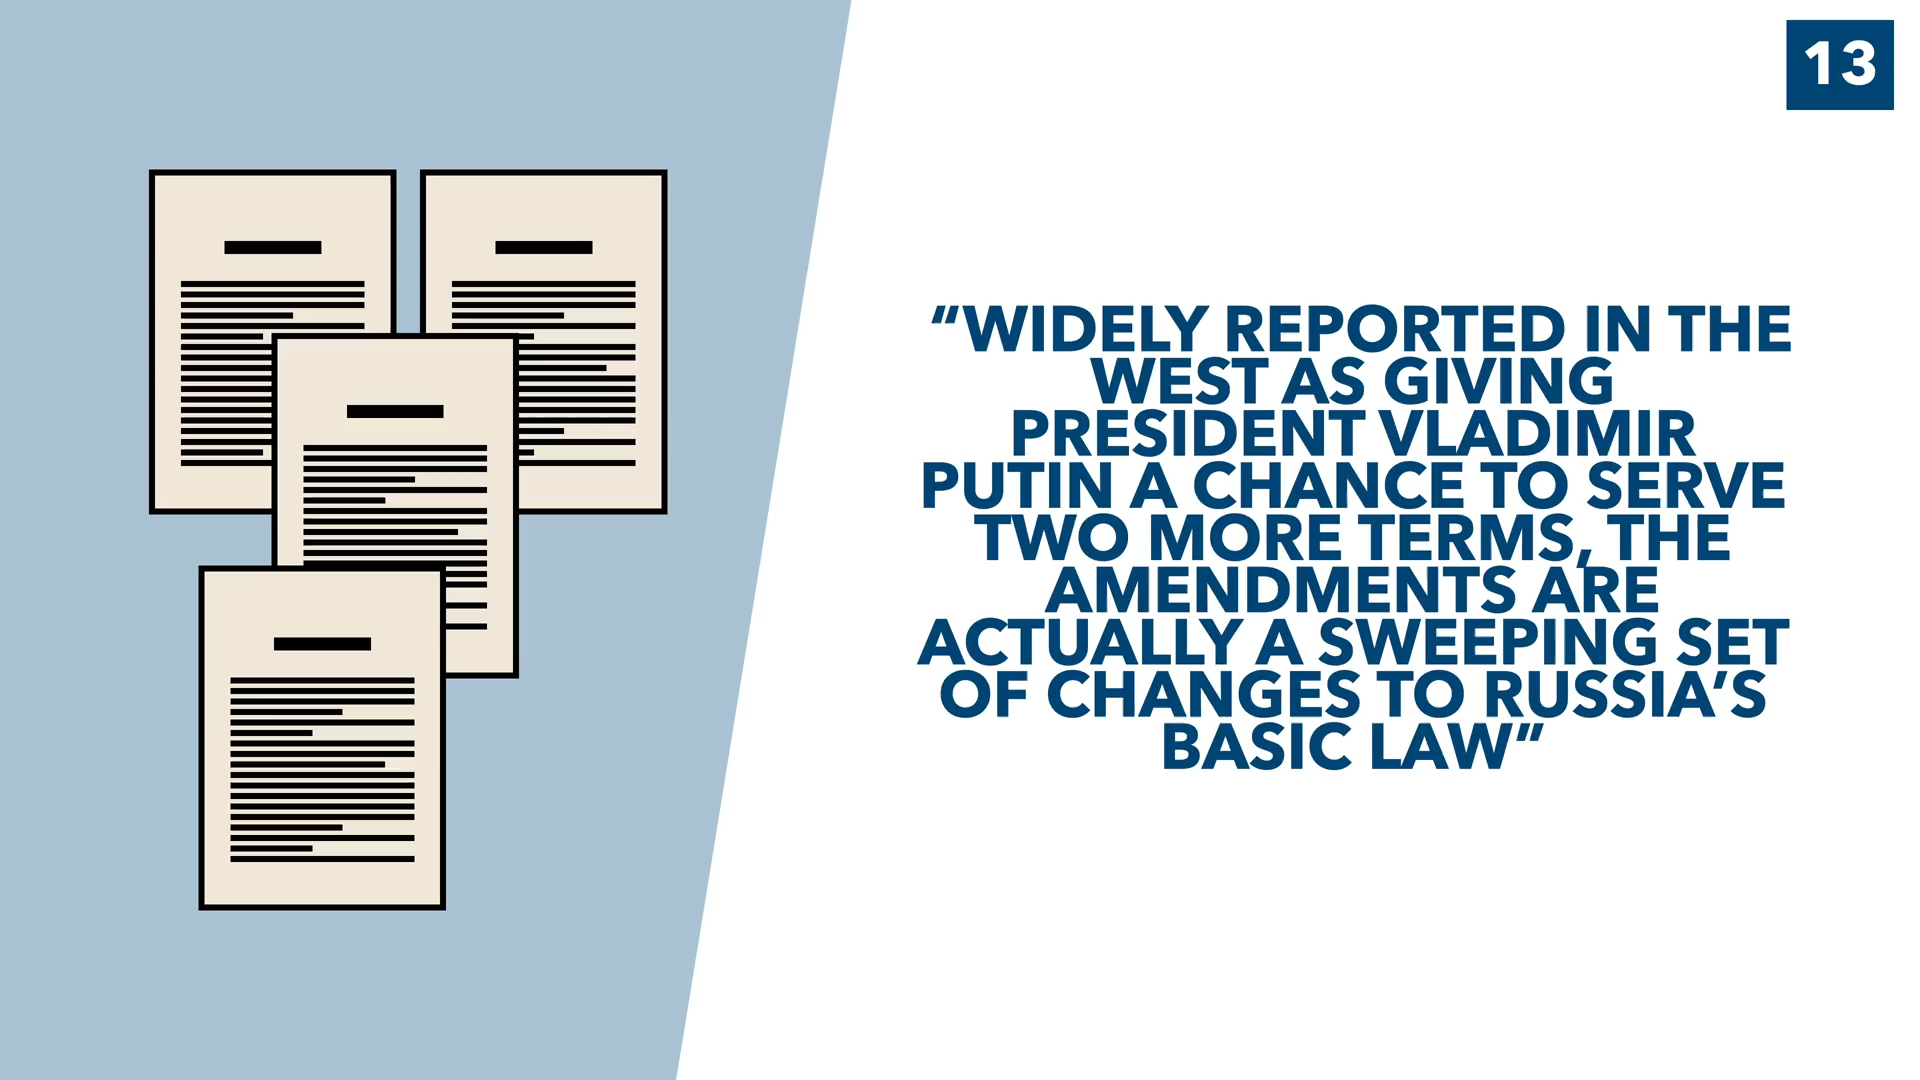 13
“WIDELY REPORTED IN THE
WEST AS GIVING
PRESIDENT VLADIMIR
PUTIN A CHANCE TO SERVE
TWO MORE TERMS, THE
AMENDMENTS ARE
ACTUALLY A SWEEPING SET
OF CHANGES TO RUSSIA’S
BASIC LAW”